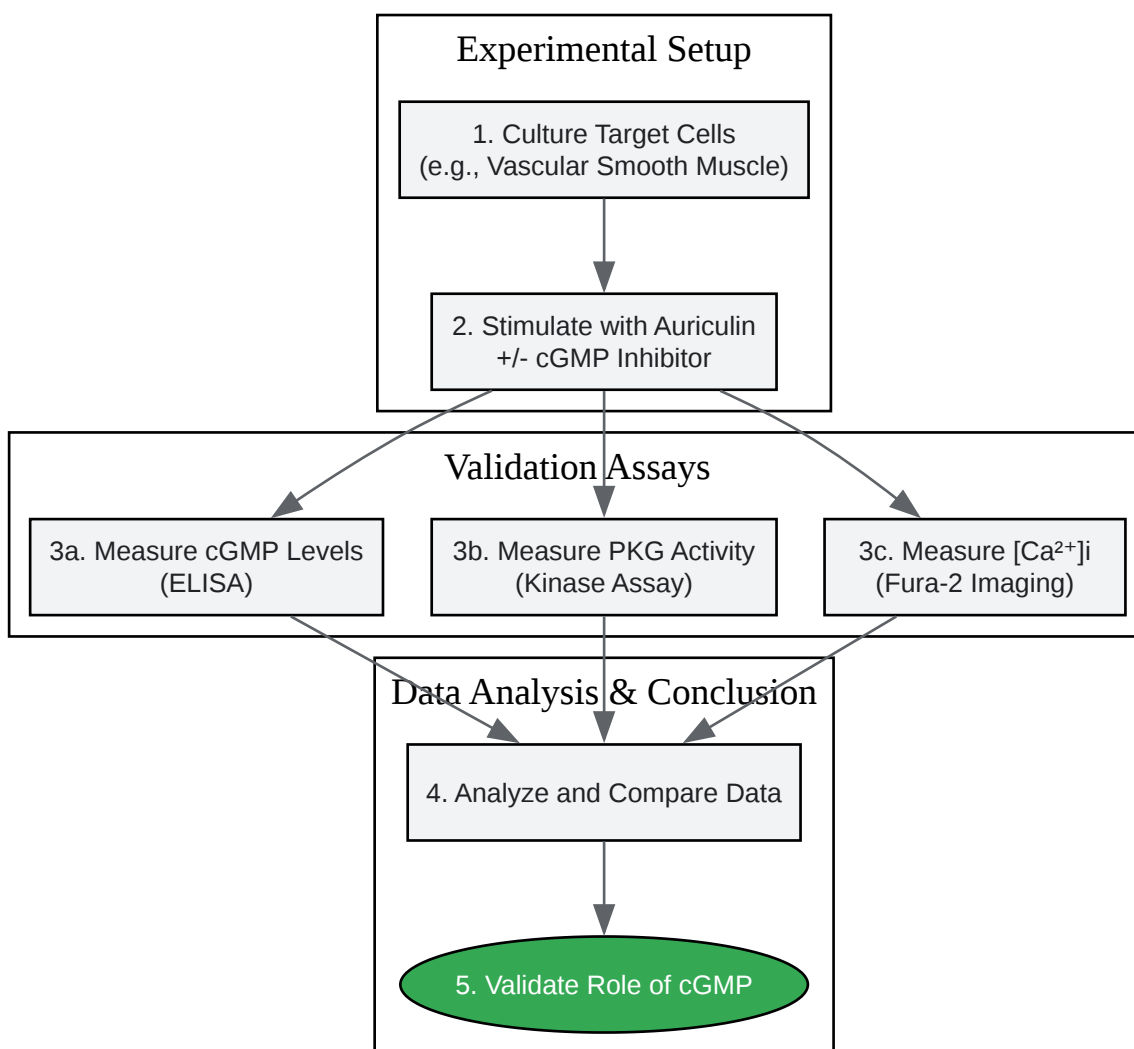 Experimental Setup
1. Culture Target Cells
(e.g., Vascular Smooth Muscle)
2. Stimulate with Auriculin
+/- cGMP Inhibitor
Validation Assays
3a. Measure cGMP Levels
(ELISA)
3b. Measure PKG Activity
(Kinase Assay)
3c. Measure [Ca²⁺]i
(Fura-2 Imaging)
Data Analysis & Conclusion
4. Analyze and Compare Data
5. Validate Role of cGMP